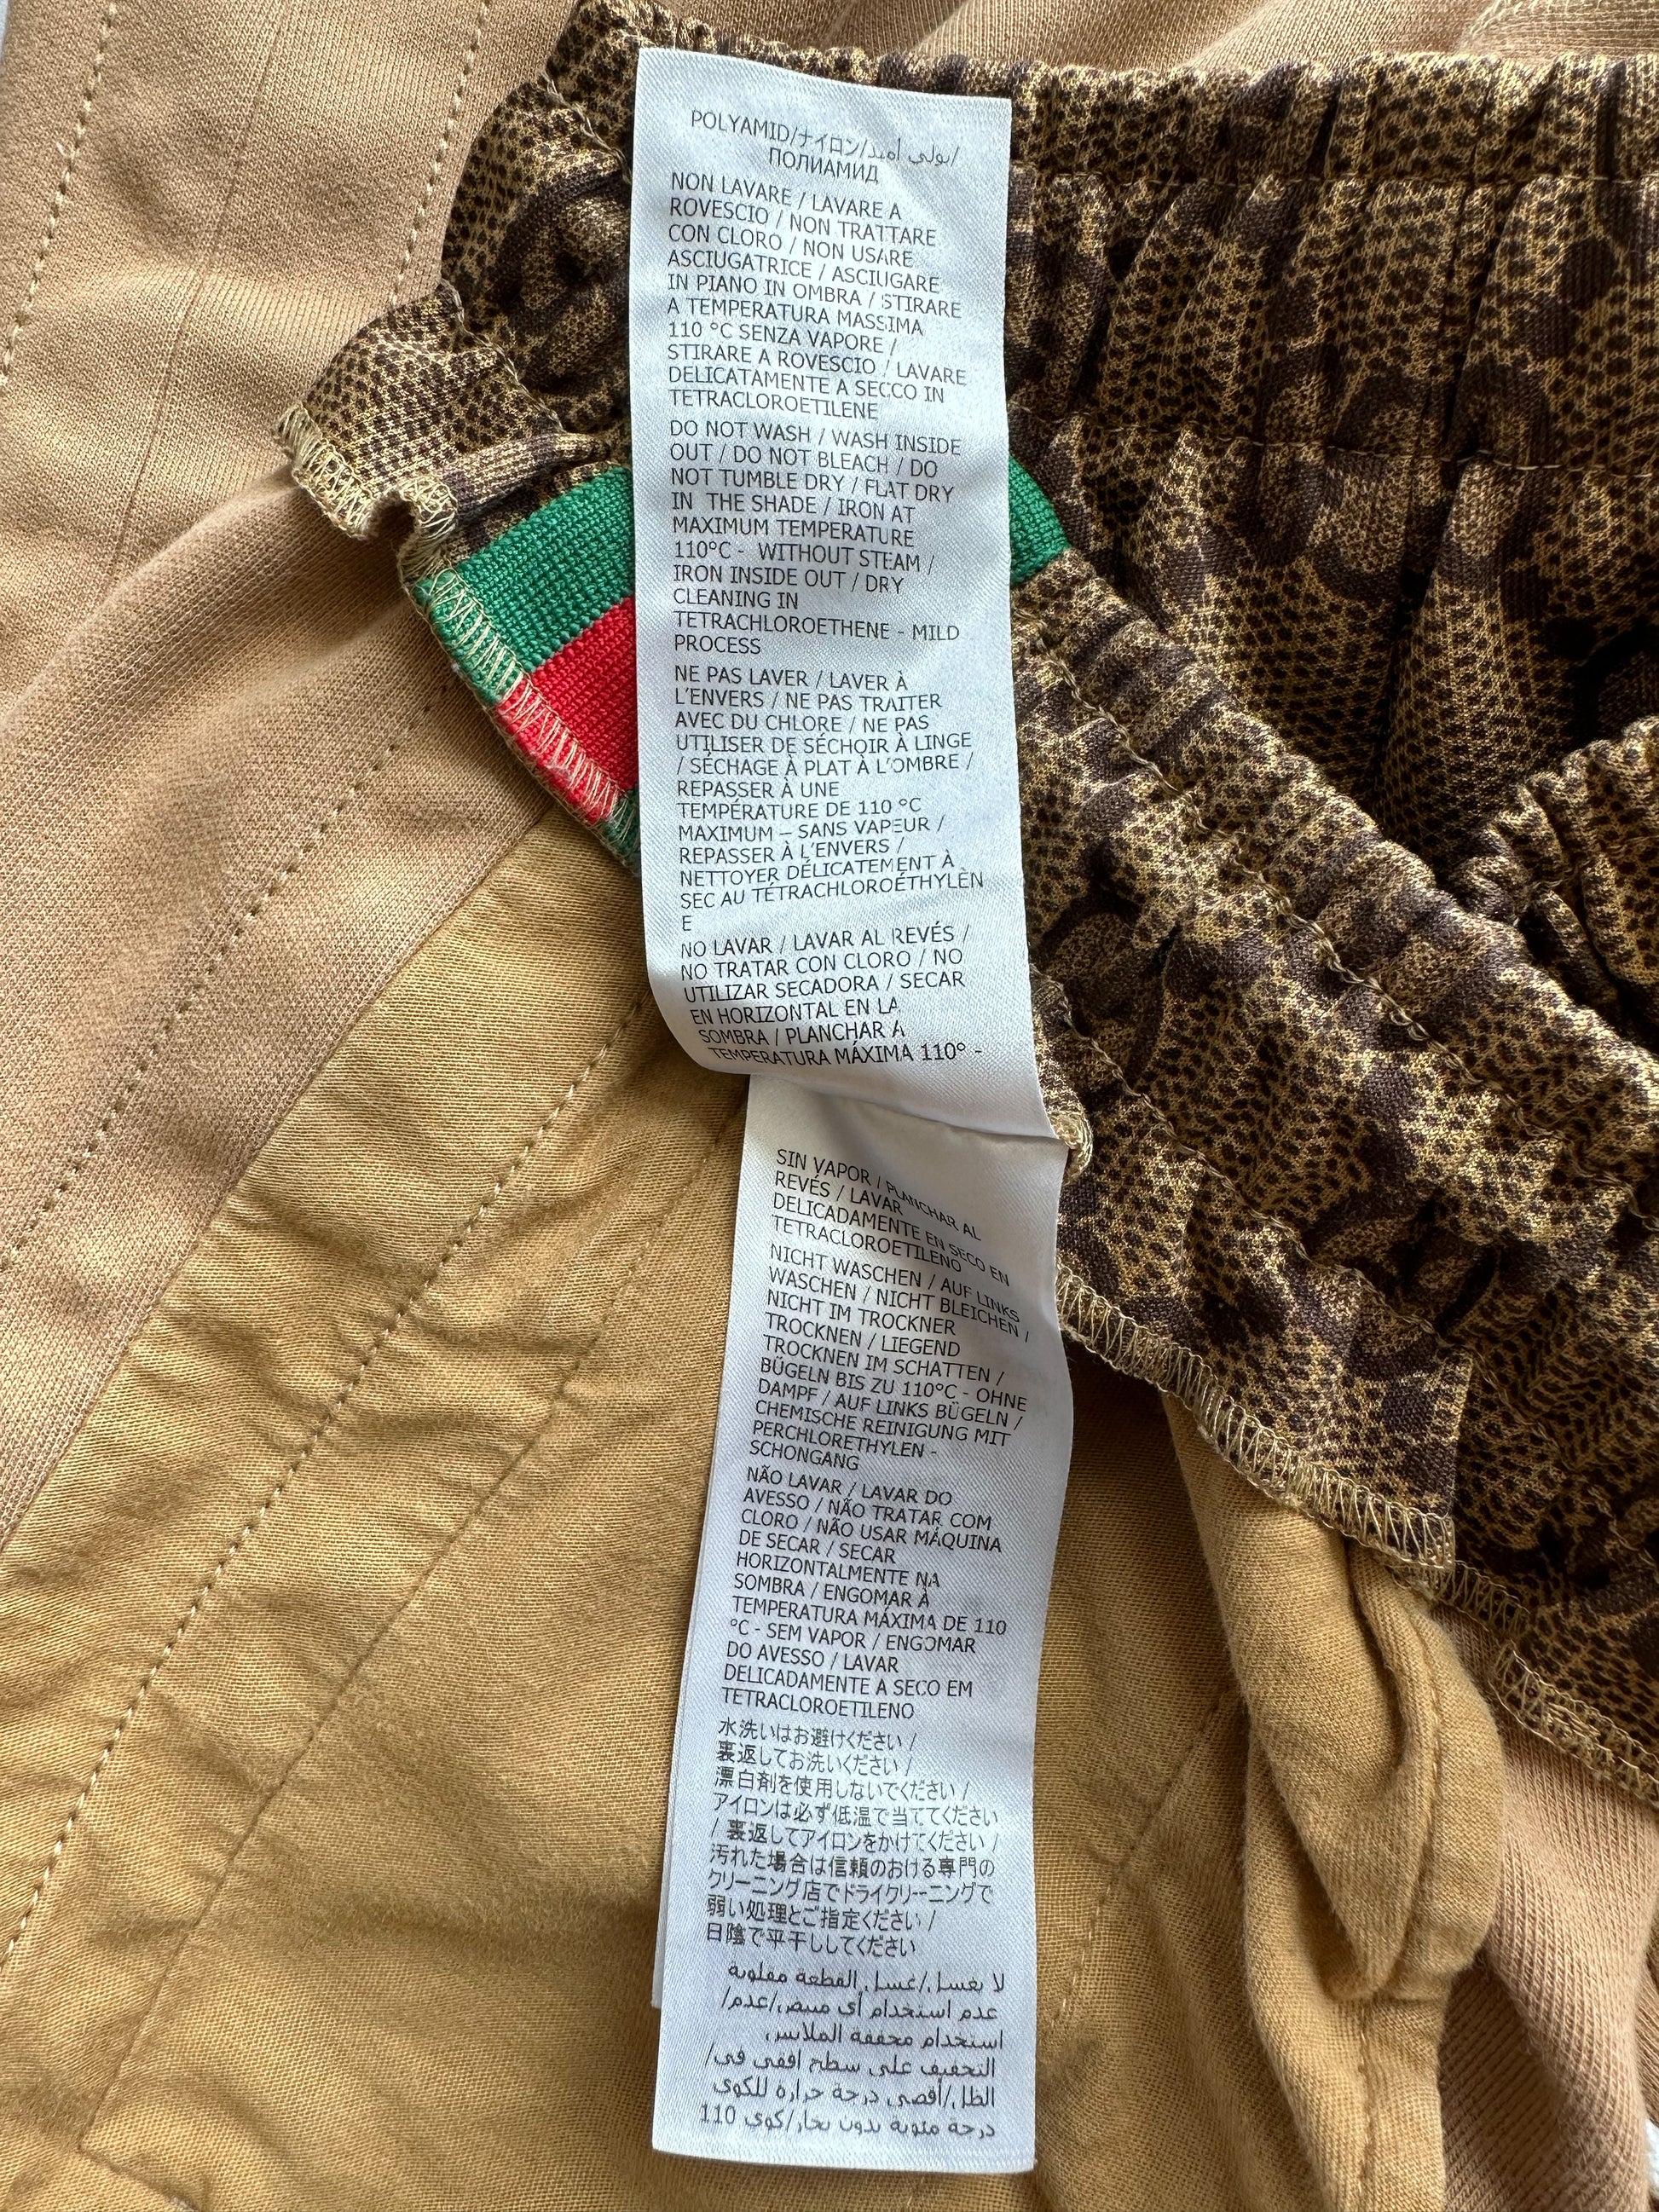 POLYAMID/ナイロン/بولي أميد/
ПОЛИАМИД
NON LAVARE / LAVARE A
ROVESCIO / NON TRATTARE
CON CLORO / NON USARE
ASCIUGATRICE / ASCIUGARE
IN PIANO IN OMBRA / STIRARE
A TEMPERATURA MASSIMA
110 °C SENZA VAPORE /
STIRARE A ROVESCIO / LAVARE
DELICATAMENTE A SECCO IN
TETRACLOROETILENE
DO NOT WASH / WASH INSIDE
OUT / DO NOT BLEACH / DO
NOT TUMBLE DRY / FLAT DRY
IN THE SHADE / IRON AT
MAXIMUM TEMPERATURE
110°C - WITHOUT STEAM /
IRON INSIDE OUT / DRY
CLEANING IN
TETRACHLOROETHENE - MILD
PROCESS
NE PAS LAVER / LAVER À
L'ENVERS / NE PAS TRAITER
AVEC DU CHLORE / NE PAS
UTILISER DE SÉCHOIR À LINGE
/ SÉCHAGE À PLAT À L'OMBRE /
REPASSER À UNE
TEMPÉRATURE DE 110 °C
MAXIMUM – SANS VAPEUR /
REPASSER À L'ENVERS /
NETTOYER DÉLICATEMENT À
SEC AU TÉTRACHLOROÉTHYLÈN
E
NO LAVAR / LAVAR AL REVÉS /
NO TRATAR CON CLORO / NO
UTILIZAR SECADORA / SECAR
EN HORIZONTAL EN LA
SOMBRA / PLANCHAR A
TEMPERATURA MÁXIMA 110° -
SIN VAPOR / PLANCHAR AL
REVÉS / LAVAR
DELICADAMENTE EN SECO EN
TETRACLOROETILENO
NICHT WASCHEN / AUF LINKS
WASCHEN / NICHT BLEICHEN /
NICHT IM TROCKNER
TROCKNEN / LIEGEND
TROCKNEN IM SCHATTEN /
BÜGELN BIS ZU 110°C - OHNE
DAMPF / AUF LINKS BÜGELN /
CHEMISCHE REINIGUNG MIT
PERCHLORETHYLEN -
SCHONGANG
NÃO LAVAR / LAVAR DO
AVESSO / NÃO TRATAR COM
CLORO / NÃO USAR MÁQUINA
DE SECAR / SECAR
HORIZONTALMENTE NA
SOMBRA / ENGOMAR À
TEMPERATURA MÁXIMA DE 110
°C - SEM VAPOR / ENGOMAR
DO AVESSO / LAVAR
DELICADAMENTE A SECO EM
TETRACLOROETILENO
水洗いはお避けください /
裏返してお洗いください /
漂白剤を使用しないでください /
アイロンは必ず低温で当ててください
/ 裏返してアイロンをかけてください /
汚れた場合は信頼のおける専門の
クリーニング店でドライクリーニングで
弱い処理とご指定ください /
日陰で平干ししてください
لا يغسل/غسل القطعة مقلوبة
عدم استخدام أي مبيض/عدم/
استخدام مجففة الملابس،
التجفيف على سطح افقي في/
الظل/أقصى درجة حرارة للكوي
110 درجة مئوية بدون بخار/كوي